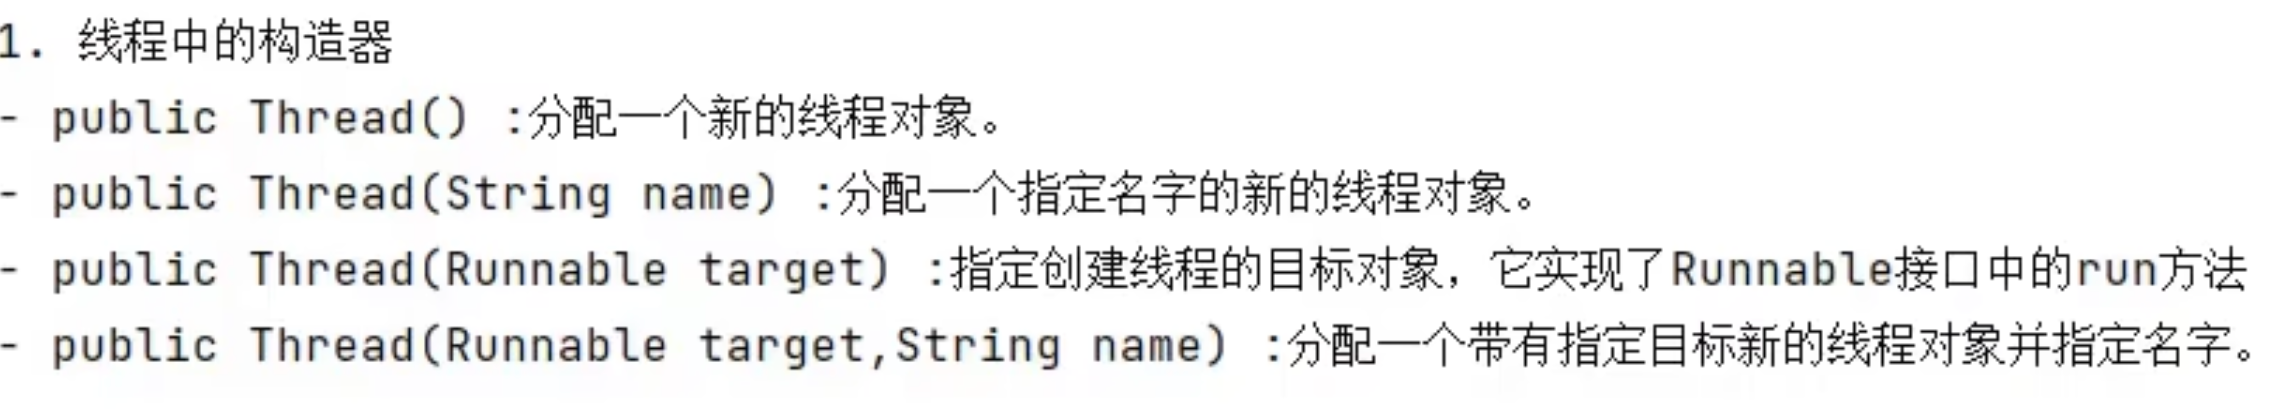 1. 线程中的构造器
- public Thread() :分配一个新的线程对象。
- public Thread(String name) :分配一个指定名字的新的线程对象。
- public Thread(Runnable target) :指定创建线程的目标对象，它实现了Runnable接口中的run方法
- public Thread(Runnable target,String name) :分配一个带有指定目标新的线程对象并指定名字。